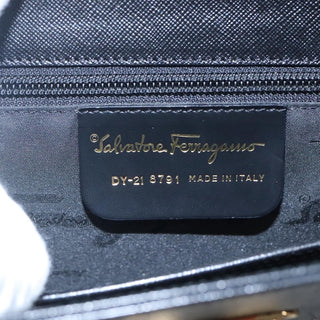 ©Salvatore Ferragamo
DY-21 8791 MADE IN ITALY